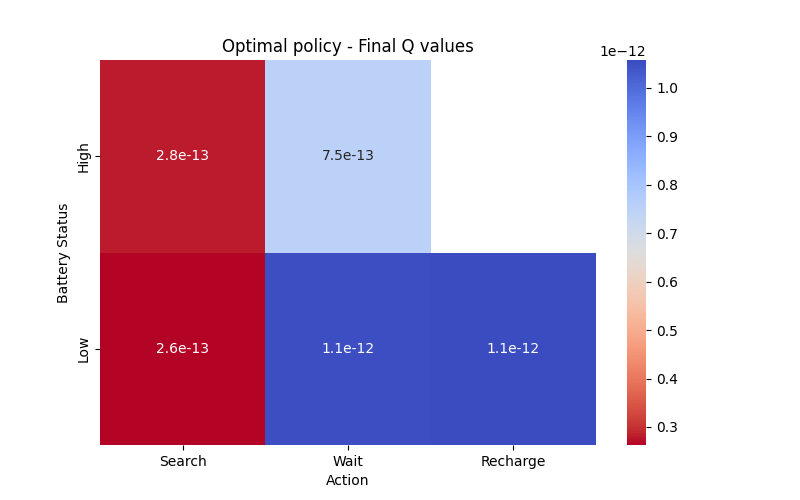 Optimal policy - Final Q values
1e−12
High
2.8e-13
7.5e-13
Low
2.6e-13
1.1e-12
1.1e-12
Battery Status
Search
Wait
Recharge
Action
1.0
0.9
0.8
0.7
0.6
0.5
0.4
0.3